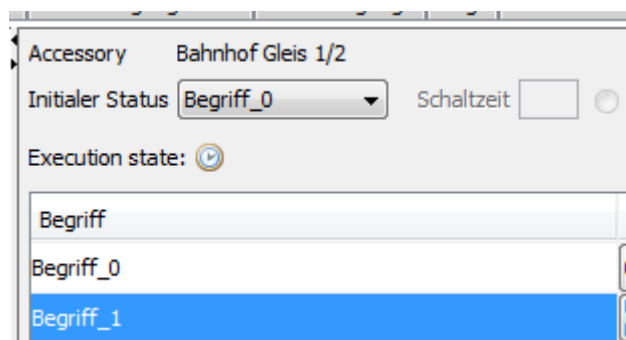 Accessory Bahnhof Gleis 1/2
Initialer Status Begriff_0 Schaltzeit
Execution state:
Begriff
Begriff_0
Begriff_1